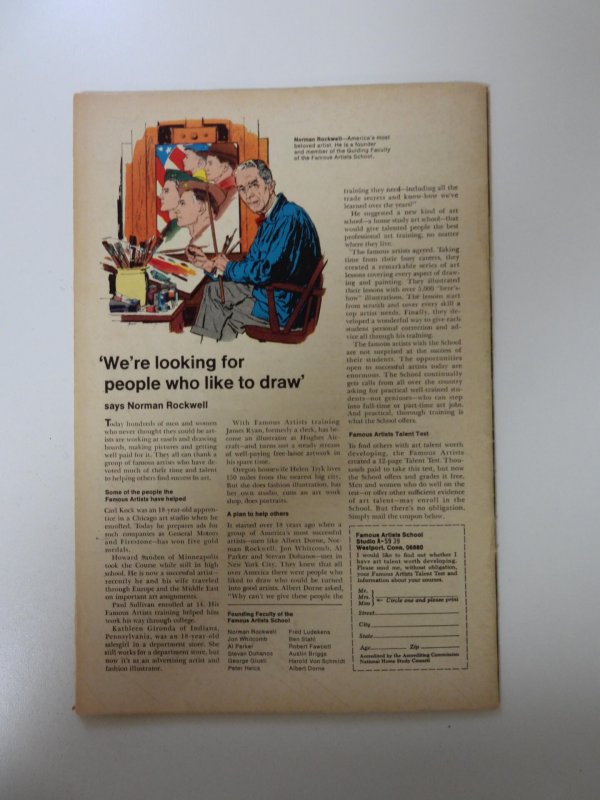 Norman Rockwell—America's most
beloved artist. He is a founder
and member of the Guiding Faculty
of the Famous Artists School.
'We're looking for
people who like to draw'
says Norman Rockwell
Today hundreds of men and women
who never thought they could be art-
ists are working at easels and drawing
boards, making pictures and getting
well paid for it. They all can thank a
group of famous artists who have de-
voted much of their time and talent
to helping others find success in art.
Some of the people the
Famous Artists have helped
Carl Kock was an 18-year-old appren-
tice in a Chicago art studio when he
enrolled. Today he prepares ads for
such companies as General Motors
and Firestone—has won five gold
medals.
Howard Sanden of Minneapolis
took the Course while still in high
school. He is now a successful artist—
recently he and his wife traveled
through Europe and the Middle East
on important art assignments.
Paul Sullivan enrolled at 14. His
Famous Artists training helped him
work his way through college.
Kathleen Gironda of Indiana,
Pennsylvania, was an 18-year-old
salesgirl in a department store. She
still works for a department store, but
now it's as an advertising artist and
fashion illustrator.
With Famous Artists training
James Ryan, formerly a clerk, has be-
come an illustrator at Hughes Air-
craft—and turns out a steady stream
of well-paying free-lance artwork in
his spare time.
Oregon housewife Helen Tryk lives
150 miles from the nearest big city.
But she does fashion illustration, has
her own studio, runs an art work
shop, does portraits.
A plan to help others
It started over 18 years ago when a
group of America's most successful
artists—men like Albert Dorne, Nor-
man Rockwell, Jon Whitcomb, Al
Parker and Stevan Dohanos—met in
New York City. They knew that all
over America there were people who
liked to draw who could be turned
into good artists. Albert Dorne asked,
"Why can't we give these people the
Founding Faculty of the
Famous Artists School
Norman Rockwell
Jon Whitcomb
Al Parker
Stevan Dohanos
George Giusti
Peter Helck
Fred Ludekens
Ben Stahl
Robert Fawcett
Austin Briggs
Harold Von Schmidt
Albert Dorne
training they need—including all the
trade secrets and know-how we've
learned over the years?"
He suggested a new kind of art
school—a home study art school—that
would give talented people the best
professional art training, no matter
where they live.
The famous artists agreed. Taking
time from their busy careers, they
created a remarkable series of art
lessons covering every aspect of draw-
ing and painting. They illustrated
their lessons with over 5,000 "here's-
how" illustrations. The lessons start
from scratch and cover every skill a
top artist needs. Finally, they de-
veloped a wonderful way to give each
student personal correction and ad-
vice all through his training.
The famous artists with the School
are not surprised at the success of
their students. The opportunities
open to successful artists today are
enormous. The School continually
gets calls from all over the country
asking for practical well-trained stu-
dents—not geniuses—who can step
into full-time or part-time art jobs.
And practical, thorough training is
what the School offers.
Famous Artists Talent Test
To find others with art talent worth
developing, the Famous Artists
created a 12-page Talent Test. Thou-
sands paid to take this test, but now
the School offers and grades it free.
Men and women who do well on the
test—or offer other sufficient evidence
of art talent—may enroll in the
School. But there's no obligation.
Simply mail the coupon below.
Famous Artists School
Studio
Westport, Conn. 06880
I would like to find out whether I
have art talent worth developing.
Please send me, without obligation,
your Famous Artists Talent Test and
information about your courses.
Mr.
Mrs.
Miss
Circle one and please print
Street
City
State
Age Zip
Accredited by the Accrediting Commission
National Home Study Council